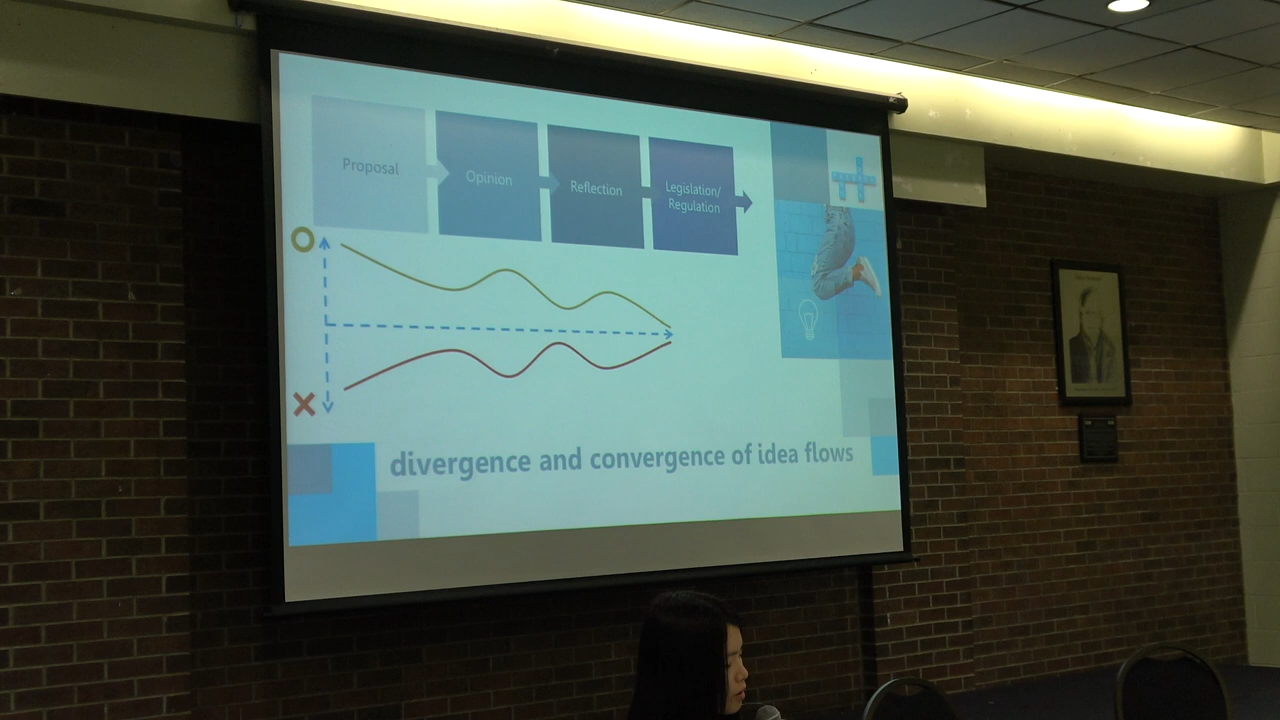 Proposal
Opinion
Reflection
Legislation/
Regulation
divergence and convergence of idea flows